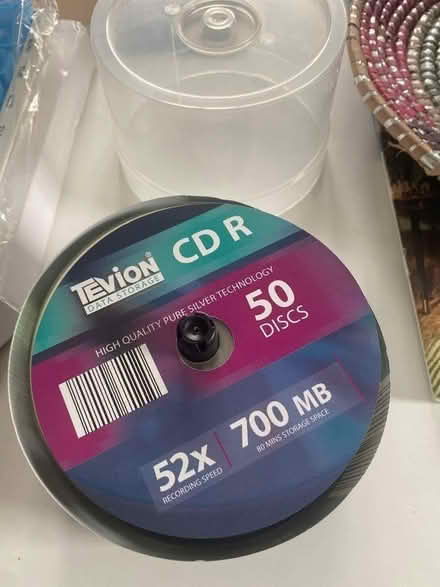 TEVION
DATA STORAGE
CD R
HIGH QUALITY PURE SILVER TECHNOLOGY
50
DISCS
52x
RECORDING SPEED
700 MB
80 MINS STORAGE SPACE